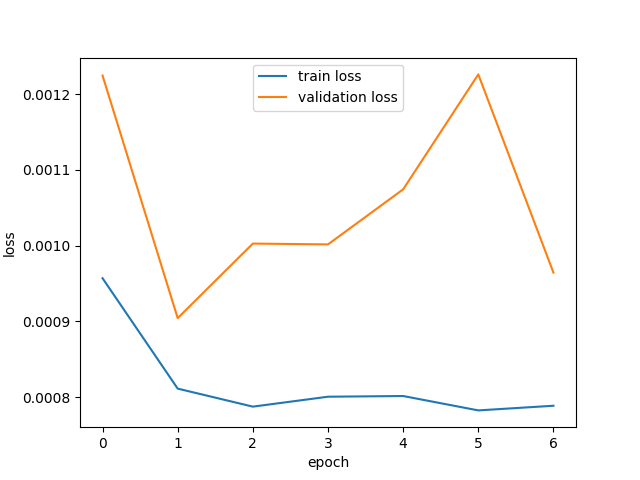 train loss
validation loss
0.0012
0.0011
0.0010
0.0009
0.0008
loss
0 1 2 3 4 5 6
epoch